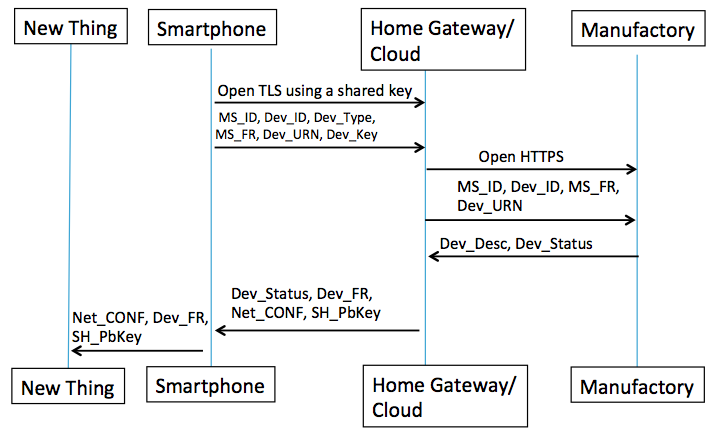 New Thing
Smartphone
Home Gateway/
Cloud
Manufactory
Open TLS using a shared key
MS_ID, Dev_ID, Dev_Type,
MS_FR, Dev_URN, Dev_Key
Open HTTPS
MS_ID, Dev_ID, MS_FR,
Dev_URN
Dev_Desc, Dev_Status
Dev_Status, Dev_FR,
Net_CONF, SH_PbKey
Net_CONF, Dev_FR,
SH_PbKey
New Thing
Smartphone
Home Gateway/
Cloud
Manufactory